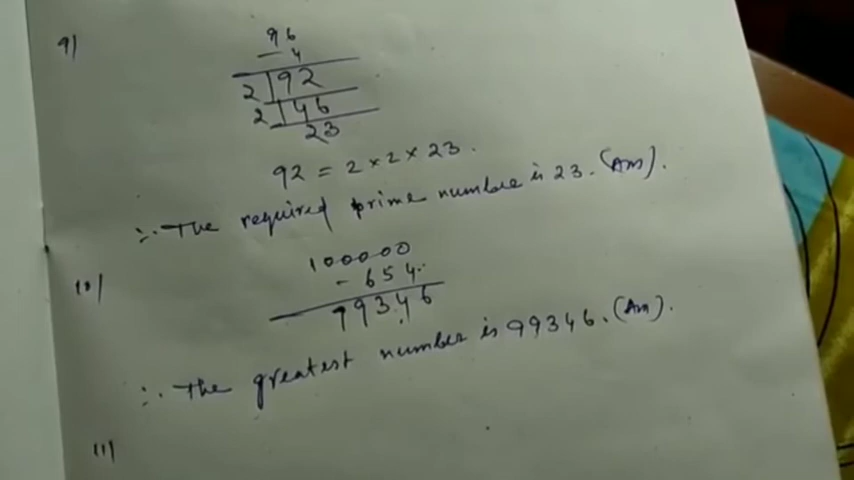 9)
96
- 4
2 | 92
2 | 46
23
92 = 2 × 2 × 23.
∴ The required prime number is 23. (Ans).
10)
100000
- 654
99346
∴ The greatest number is 99346. (Ans).
11)